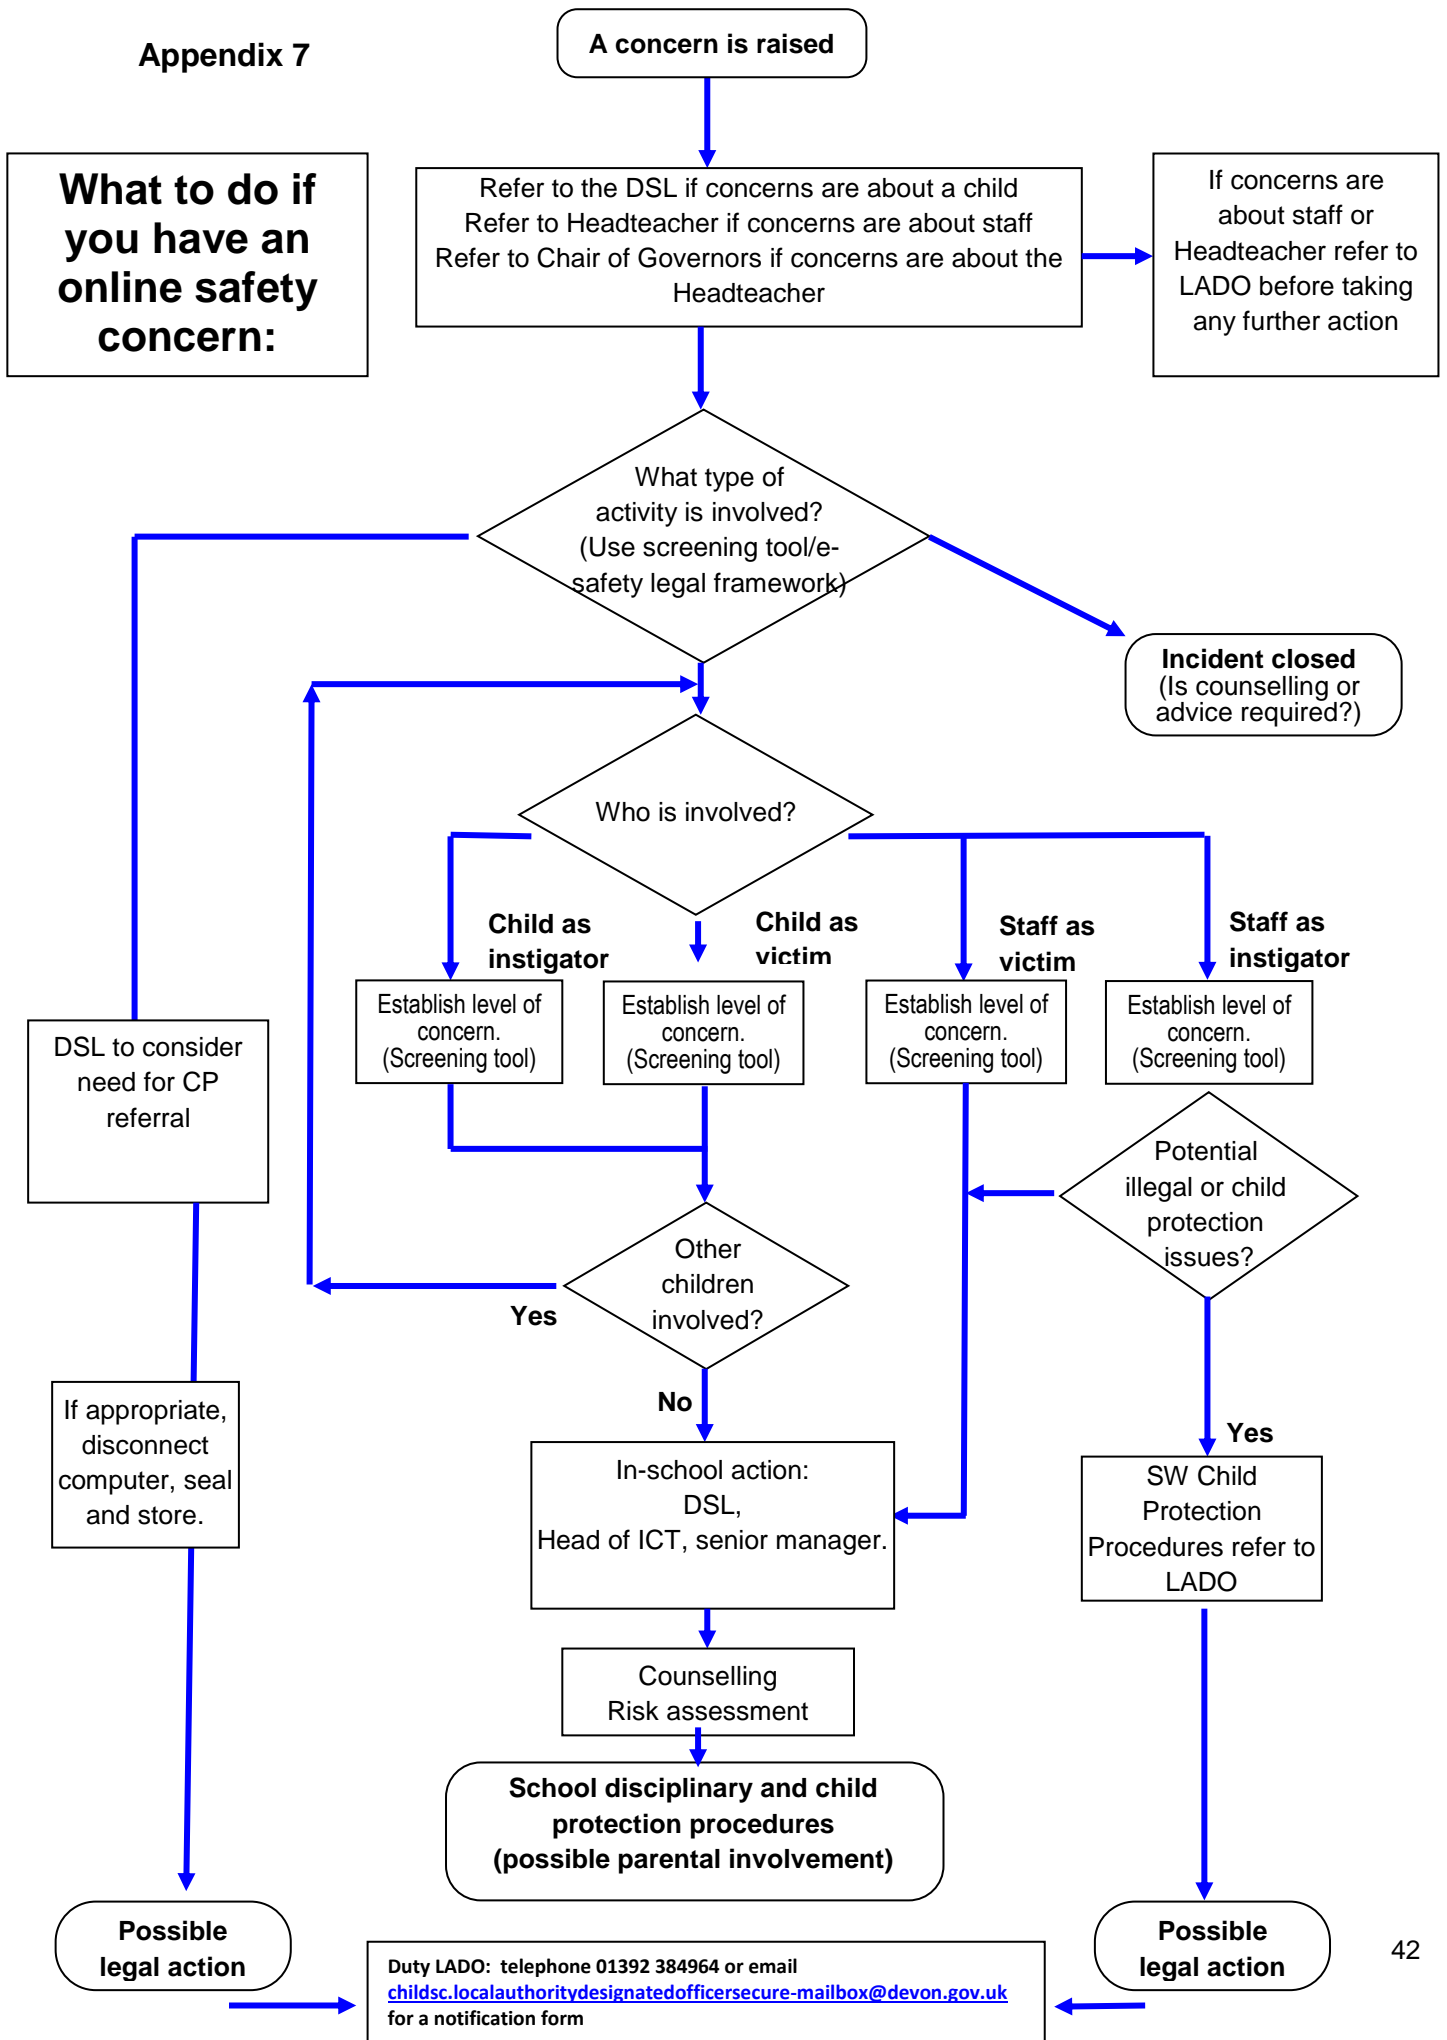 Appendix 7
A concern is raised
What to do if
you have an
online safety
concern:
Refer to the DSL if concerns are about a child
Refer to Headteacher if concerns are about staff
Refer to Chair of Governors if concerns are about the
Headteacher
If concerns are
about staff or
Headteacher refer to
LADO before taking
any further action
What type of
activity is involved?
(Use screening tool/e-
safety legal framework)
Incident closed
(Is counselling or
advice required?)
Who is involved?
Child as
instigator
Child as
victim
Staff as
victim
Staff as
instigator
Establish level of
concern.
(Screening tool)
Establish level of
concern.
(Screening tool)
Establish level of
concern.
(Screening tool)
Establish level of
concern.
(Screening tool)
DSL to consider
need for CP
referral
Potential
illegal or child
protection
issues?
Other
children
involved?
Yes
No
Yes
If appropriate,
disconnect
computer, seal
and store.
In-school action:
DSL,
Head of ICT, senior manager.
SW Child
Protection
Procedures refer to
LADO
Counselling
Risk assessment
School disciplinary and child
protection procedures
(possible parental involvement)
Possible
legal action
Possible
legal action
42
Duty LADO: telephone 01392 384964 or email
childsc.localauthoritydesignatedofficersecure-mailbox@devon.gov.uk
for a notification form